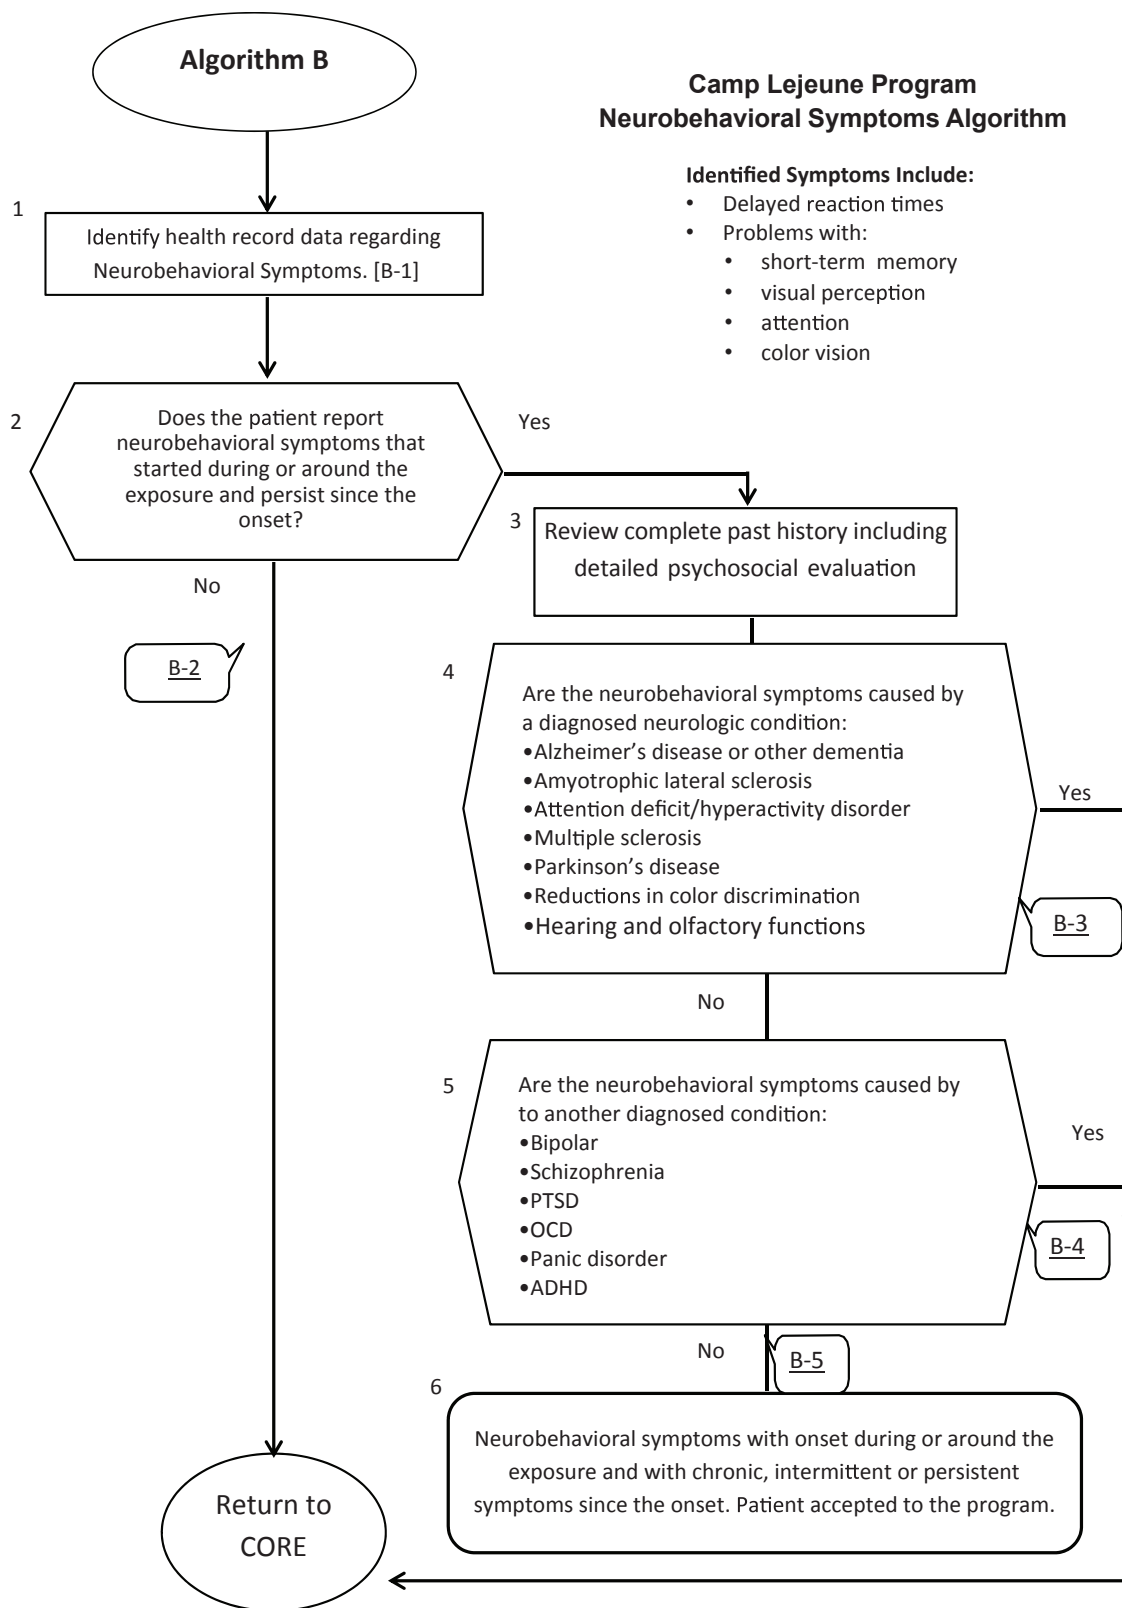 Algorithm B
Camp Lejeune Program
Neurobehavioral Symptoms Algorithm
Identified Symptoms Include:
• Delayed reaction times
• Problems with:
• short-term memory
• visual perception
• attention
• color vision
1
Identify health record data regarding
Neurobehavioral Symptoms. [B-1]
2
Does the patient report
neurobehavioral symptoms that
started during or around the
exposure and persist since the
onset?
Yes
No
B-2
3
Review complete past history including
detailed psychosocial evaluation
4
Are the neurobehavioral symptoms caused by
a diagnosed neurologic condition:
•Alzheimer’s disease or other dementia
•Amyotrophic lateral sclerosis
•Attention deficit/hyperactivity disorder
•Multiple sclerosis
•Parkinson’s disease
•Reductions in color discrimination
•Hearing and olfactory functions
Yes
B-3
No
5
Are the neurobehavioral symptoms caused by
to another diagnosed condition:
•Bipolar
•Schizophrenia
•PTSD
•OCD
•Panic disorder
•ADHD
Yes
B-4
No
B-5
6
Neurobehavioral symptoms with onset during or around the
exposure and with chronic, intermittent or persistent
symptoms since the onset. Patient accepted to the program.
Return to
CORE